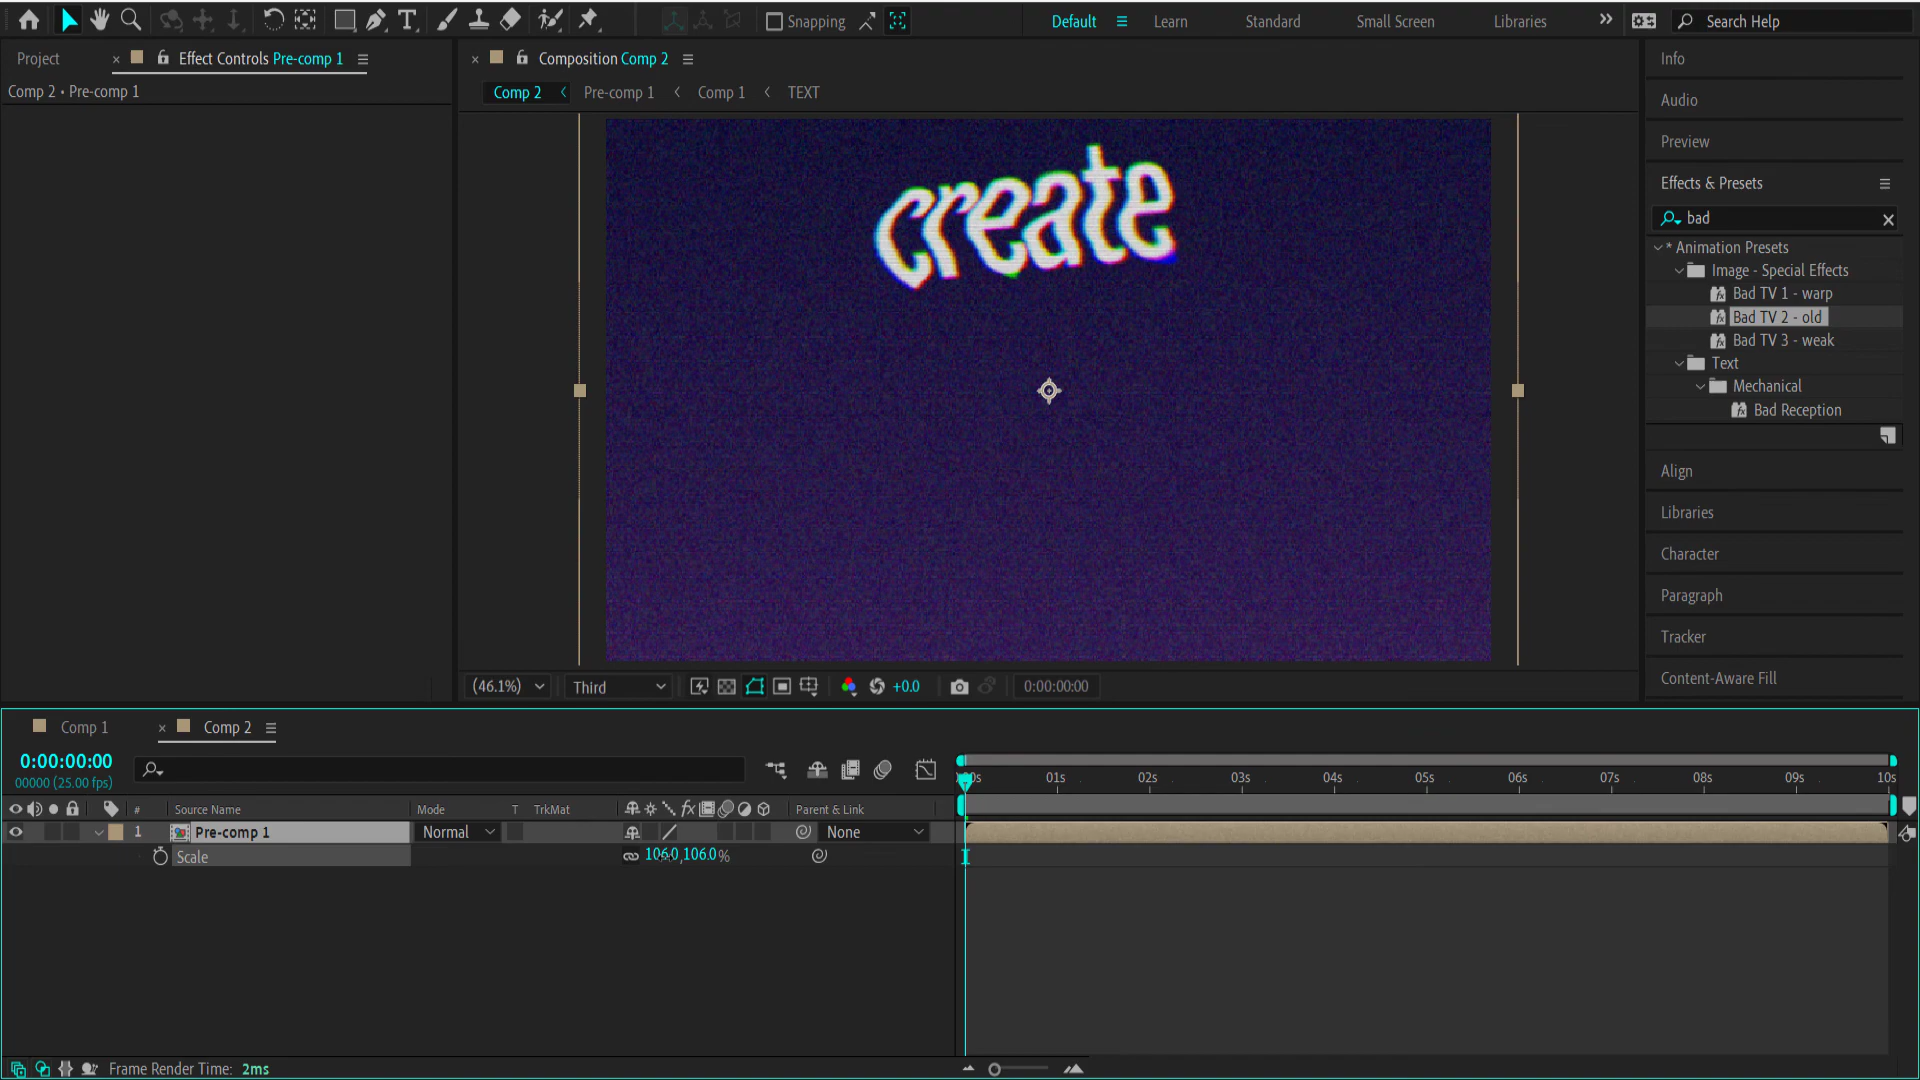 Snapping
Default
Learn
Standard
Small Screen
Libraries
Search Help
Project
Effect Controls Pre-comp 1
Composition Comp 2
Info
Comp 2 • Pre-comp 1
Comp 2
Pre-comp 1
Comp 1
TEXT
Audio
Preview
Effects & Presets
bad
* Animation Presets
Image - Special Effects
Bad TV 1 - warp
Bad TV 2 - old
Bad TV 3 - weak
Text
Mechanical
Bad Reception
create
Align
Libraries
Character
Paragraph
Tracker
Content-Aware Fill
(46.1%)
Third
+0.0
0:00:00:00
Comp 1
Comp 2
0:00:00:00
00000 (25.00 fps)
01s
02s
03s
04s
05s
06s
07s
08s
09s
10s
#
Source Name
Mode
T
TrkMat
fx
Parent & Link
1
Pre-comp 1
Normal
None
Scale
106.0,106.0%
Frame Render Time: 2ms